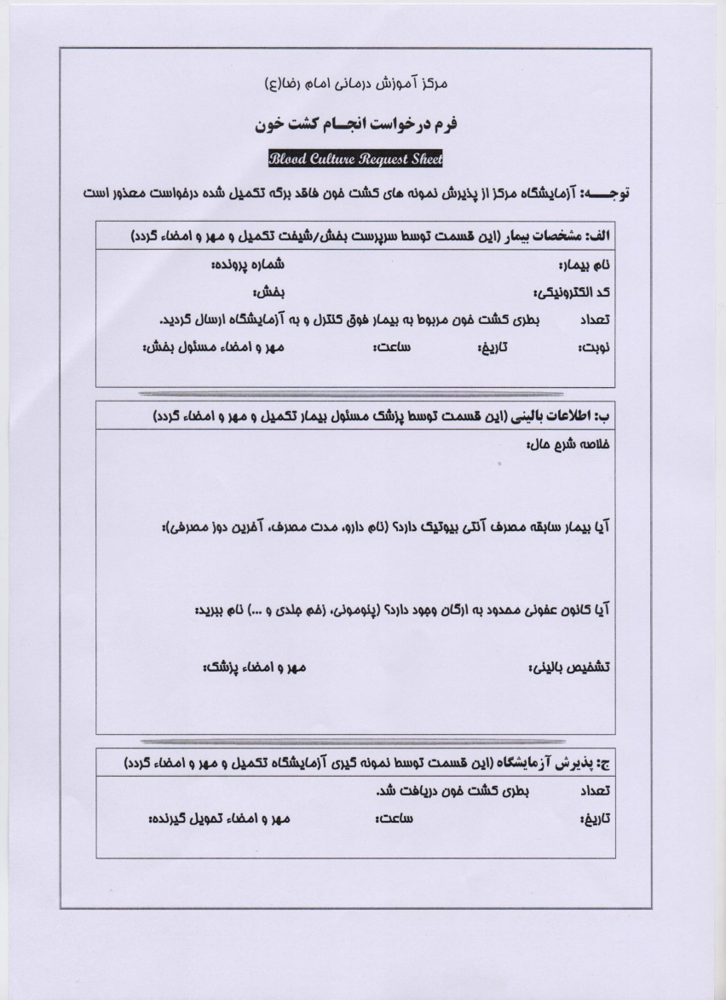 مرکز آموزش درمانی امام رضا(ع)
فرم درخواست انجـــام کشت خون
Blood Culture Request Sheet
توجــــه: آزمایشگاه مرکز از پذیرش نمونه های کشت خون فاقد برگه تکمیل شده درخواست معذور است
الف: مشخصات بیمار (این قسمت توسط سرپرست بخش/شیفت تکمیل و مهر و امضاء گردد)
نام بیمار: شماره پرونده:
کد الکترونیکی: بخش:
تعداد بطری کشت خون مربوط به بیمار فوق کنترل و به آزمایشگاه ارسال گردید.
نوبت: تاریخ: ساعت: مهر و امضاء مسئول بخش:
ب: اطلاعات بالینی (این قسمت توسط پزشک مسئول بیمار تکمیل و مهر و امضاء گردد)
خلاصه شرح حال:
آیا بیمار سابقه مصرف آنتی بیوتیک دارد؟ (نام دارو، مدت مصرف، آخرین دوز مصرفی):
آیا کانون عفونی محدود به ارگان وجود دارد؟ (پنومونی، زخم جلدی و ...) نام ببرید:
تشخیص بالینی: مهر و امضاء پزشک:
ج: پذیرش آزمایشگاه (این قسمت توسط نمونه گیری آزمایشگاه تکمیل و مهر و امضاء گردد)
تعداد بطری کشت خون دریافت شد.
تاریخ: ساعت: مهر و امضاء تحویل گیرنده: